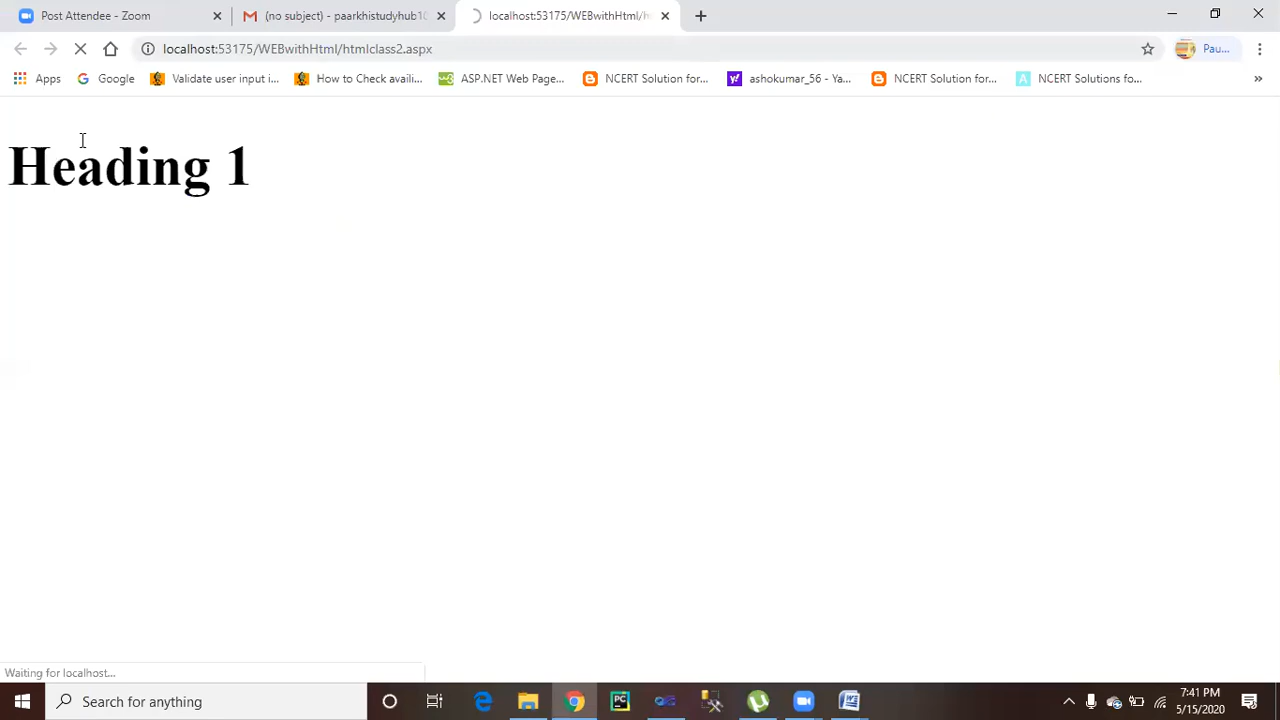 Post Attendee - Zoom
(no subject) - paarkhistudyhub10
localhost:53175/WEBwithHtml/ht
localhost:53175/WEBwithHtml/htmlclass2.aspx
Pau...
Apps
Google
Validate user input i...
How to Check availi...
ASP.NET Web Page...
NCERT Solution for...
ashokumar_56 - Ya...
NCERT Solution for...
NCERT Solutions fo...
»
Heading 1
Waiting for localhost...
Search for anything
7:41 PM
5/15/2020